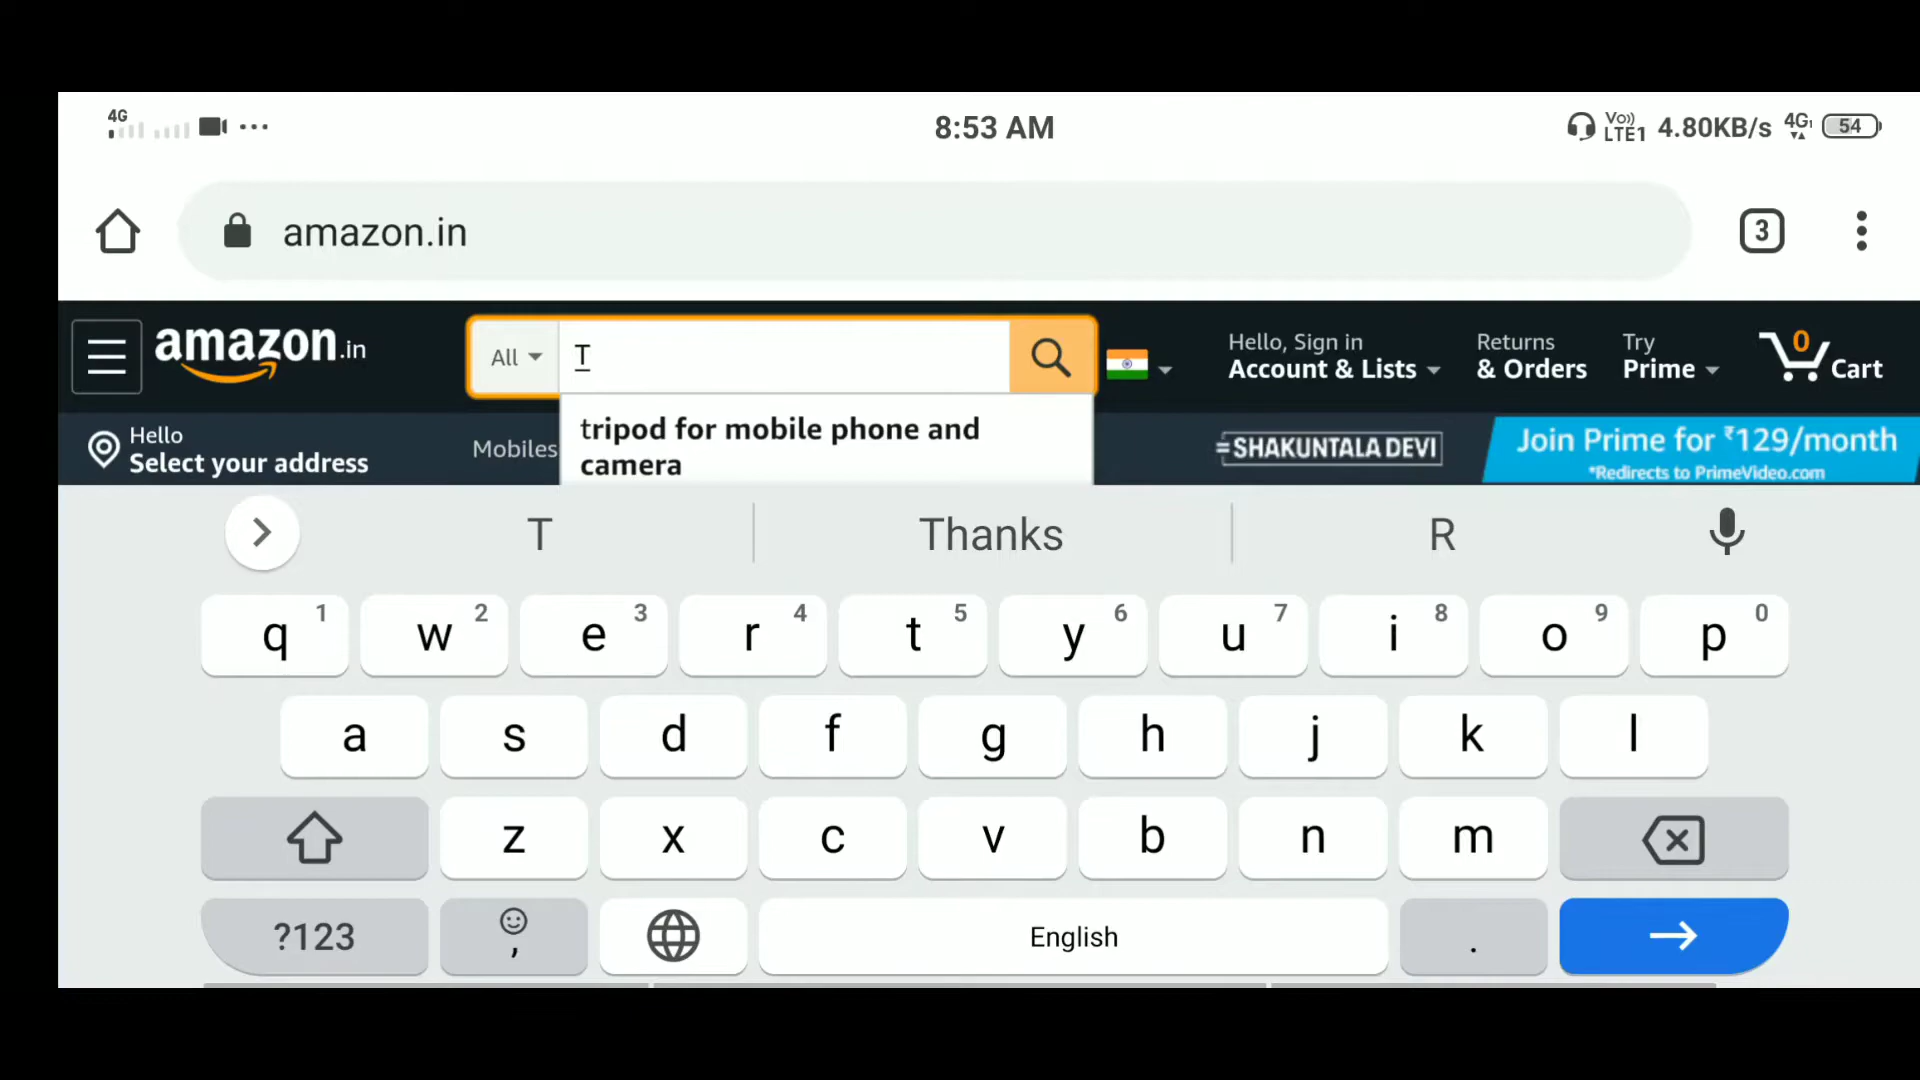 4G
8:53 AM
Vo)) LTE1 4.80KB/s 4G 54
amazon.in
3
amazon.in
All
T
Hello, Sign in
Account & Lists
Returns
& Orders
Try
Prime
0
Cart
Hello
Select your address
Mobiles
tripod for mobile phone and
camera
SHAKUNTALA DEVI
Join Prime for ₹129/month
*Redirects to PrimeVideo.com
T Thanks R
q 1 w 2 e 3 r 4 t 5 y 6 u 7 i 8 o 9 p 0
a s d f g h j k l
z x c v b n m
?123 , English .